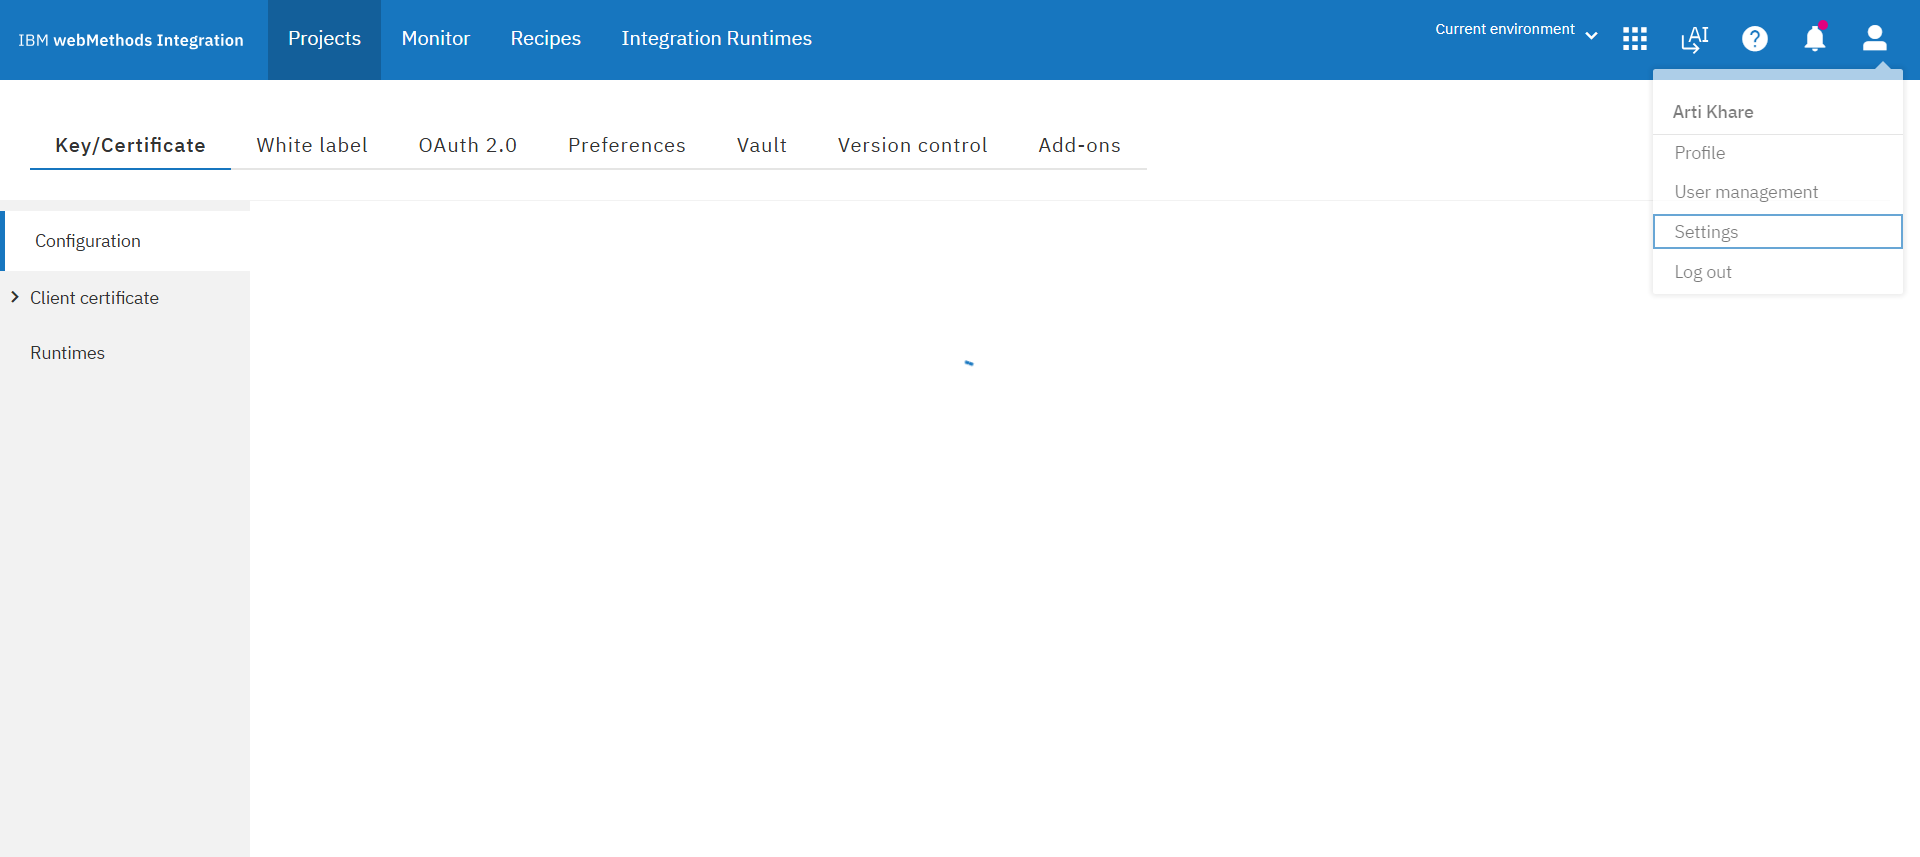 IBM webMethods Integration
Projects
Monitor
Recipes
Integration Runtimes
Current environment
AI
?
Arti Khare
Profile
User management
Settings
Log out
Key/Certificate
White label
OAuth 2.0
Preferences
Vault
Version control
Add-ons
Configuration
Client certificate
Runtimes